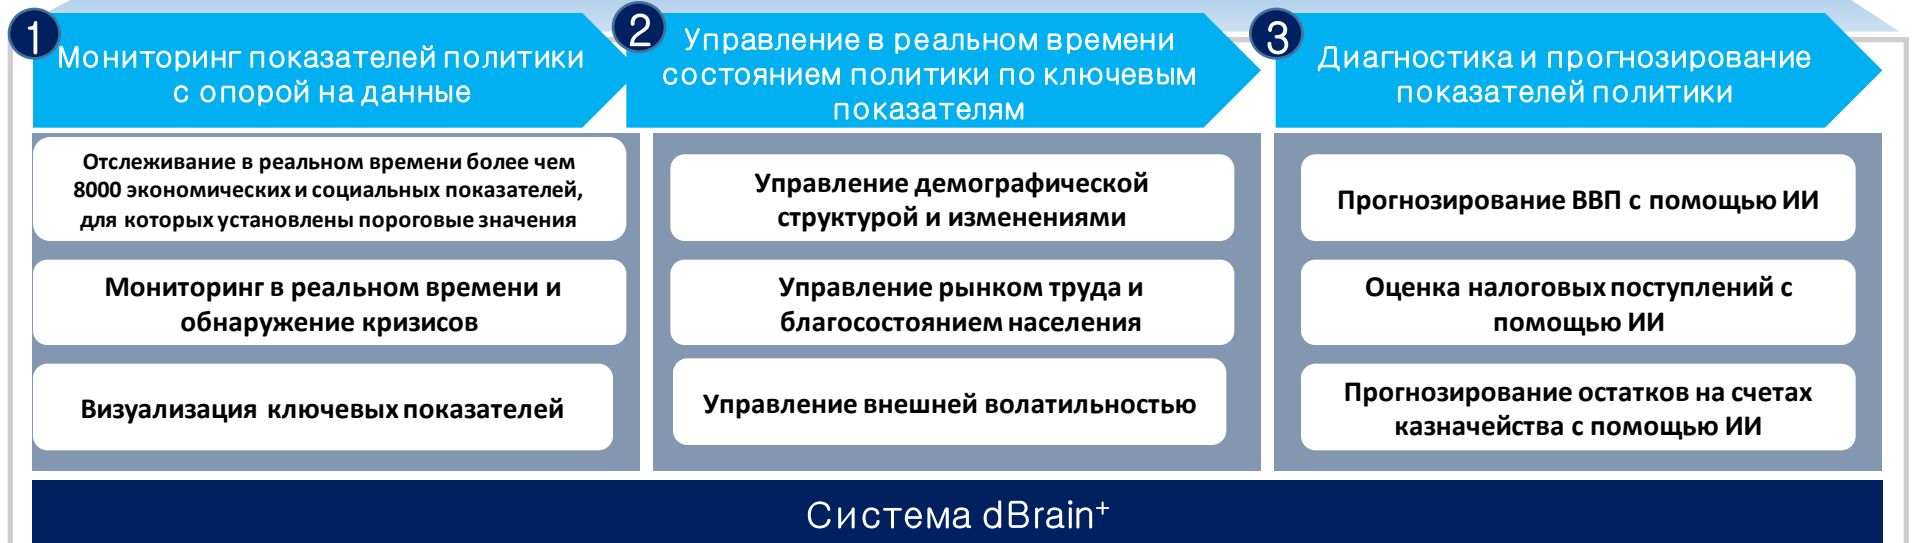 1
Мониторинг показателей политики
с опорой на данные
2
Управление в реальном времени
состоянием политики по ключевым
показателям
3
Диагностика и прогнозирование
показателей политики
Отслеживание в реальном времени более чем
8000 экономических и социальных показателей,
для которых установлены пороговые значения
Мониторинг в реальном времени и
обнаружение кризисов
Визуализация ключевых показателей
Управление демографической
структурой и изменениями
Управление рынком труда и
благосостоянием населения
Управление внешней волатильностью
Прогнозирование ВВП с помощью ИИ
Оценка налоговых поступлений с
помощью ИИ
Прогнозирование остатков на счетах
казначейства с помощью ИИ
Система dBrain⁺